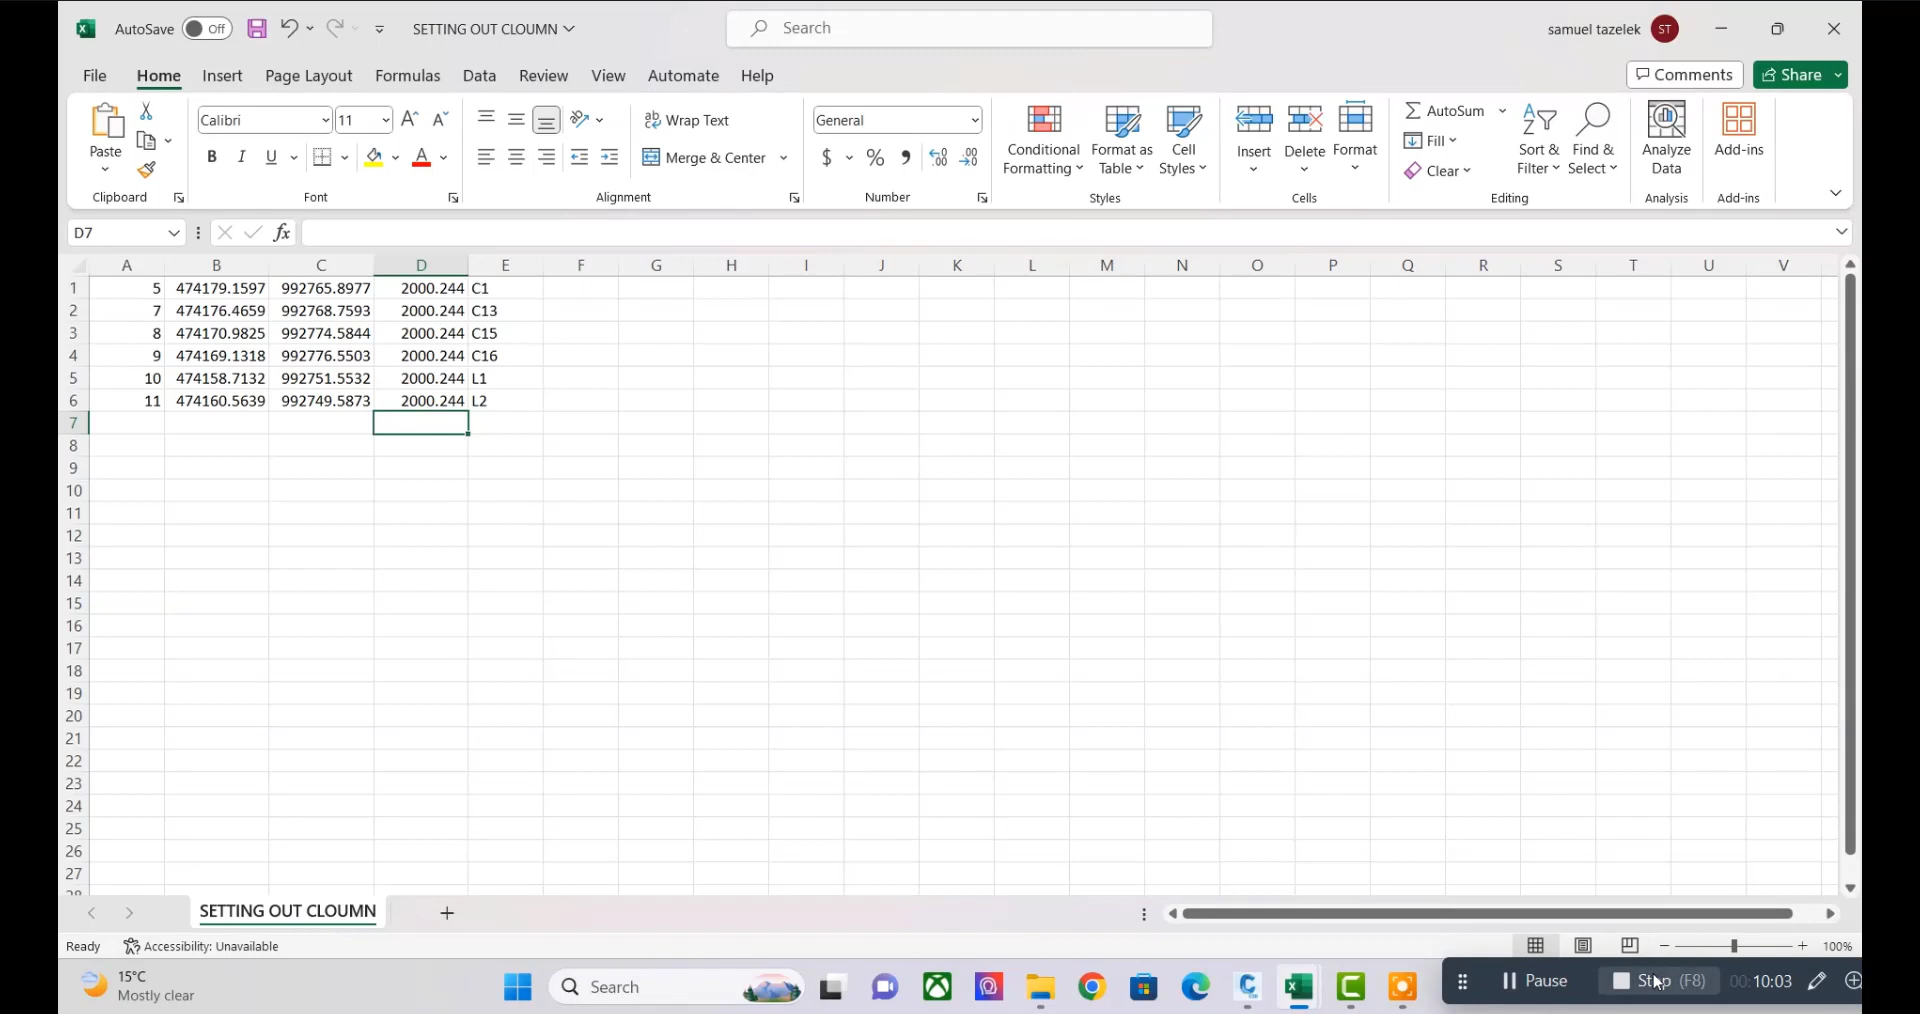 AutoSave Off SETTING OUT CLOUMN Search samuel tazelek ST
File Home Insert Page Layout Formulas Data Review View Automate Help Comments Share
Paste Calibri 11 A A Wrap Text General Conditional Formatting Format as Table Cell Styles Insert Delete Format AutoSum Fill Clear Sort & Filter Find & Select Analyze Data Add-ins
B I U A Merge & Center $ % 9
Clipboard Font Alignment Number Styles Cells Editing Analysis Add-ins
D7 fx
A B C D E F G H I J K L M N O P Q R S T U V
1 5 474179.1597 992765.8977 2000.244 C1
2 7 474176.4659 992768.7593 2000.244 C13
3 8 474170.9825 992774.5844 2000.244 C15
4 9 474169.1318 992776.5503 2000.244 C16
5 10 474158.7132 992751.5532 2000.244 L1
6 11 474160.5639 992749.5873 2000.244 L2
7
8
9
10
11
12
13
14
15
16
17
18
19
20
21
22
23
24
25
26
27
28
SETTING OUT CLOUMN
Ready Accessibility: Unavailable 100%
15°C
Mostly clear
Search
Pause Stop (F8) 00:10:03